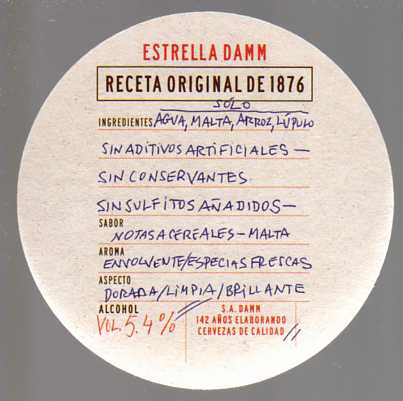 ESTRELLA DAMM
RECETA ORIGINAL DE 1876
SÓLO
INGREDIENTES AGUA, MALTA, ARROZ, LÚPULO
SIN ADITIVOS ARTIFICIALES —
SIN CONSERVANTES
SIN SULFITOS AÑADIDOS —
SABOR
NOTAS A CEREALES - MALTA
AROMA
ENVOLVENTE/ESPECIAS FRESCAS
ASPECTO
DORADA/LIMPIA/BRILLANTE
ALCOHOL
VOL. 5.4%
S.A. DAMM
142 AÑOS ELABORANDO
CERVEZAS DE CALIDAD //